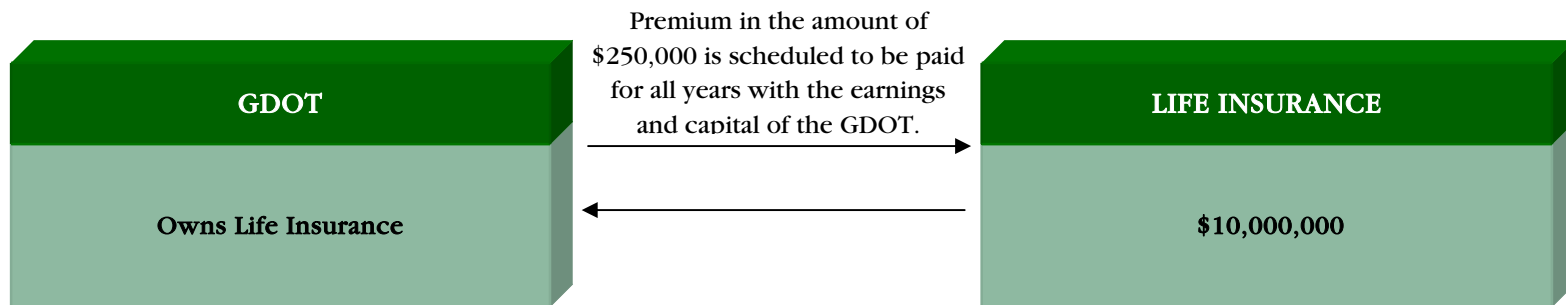 Premium in the amount of
$250,000 is scheduled to be paid
for all years with the earnings
and capital of the GDOT.
GDOT
LIFE INSURANCE
Owns Life Insurance
$10,000,000